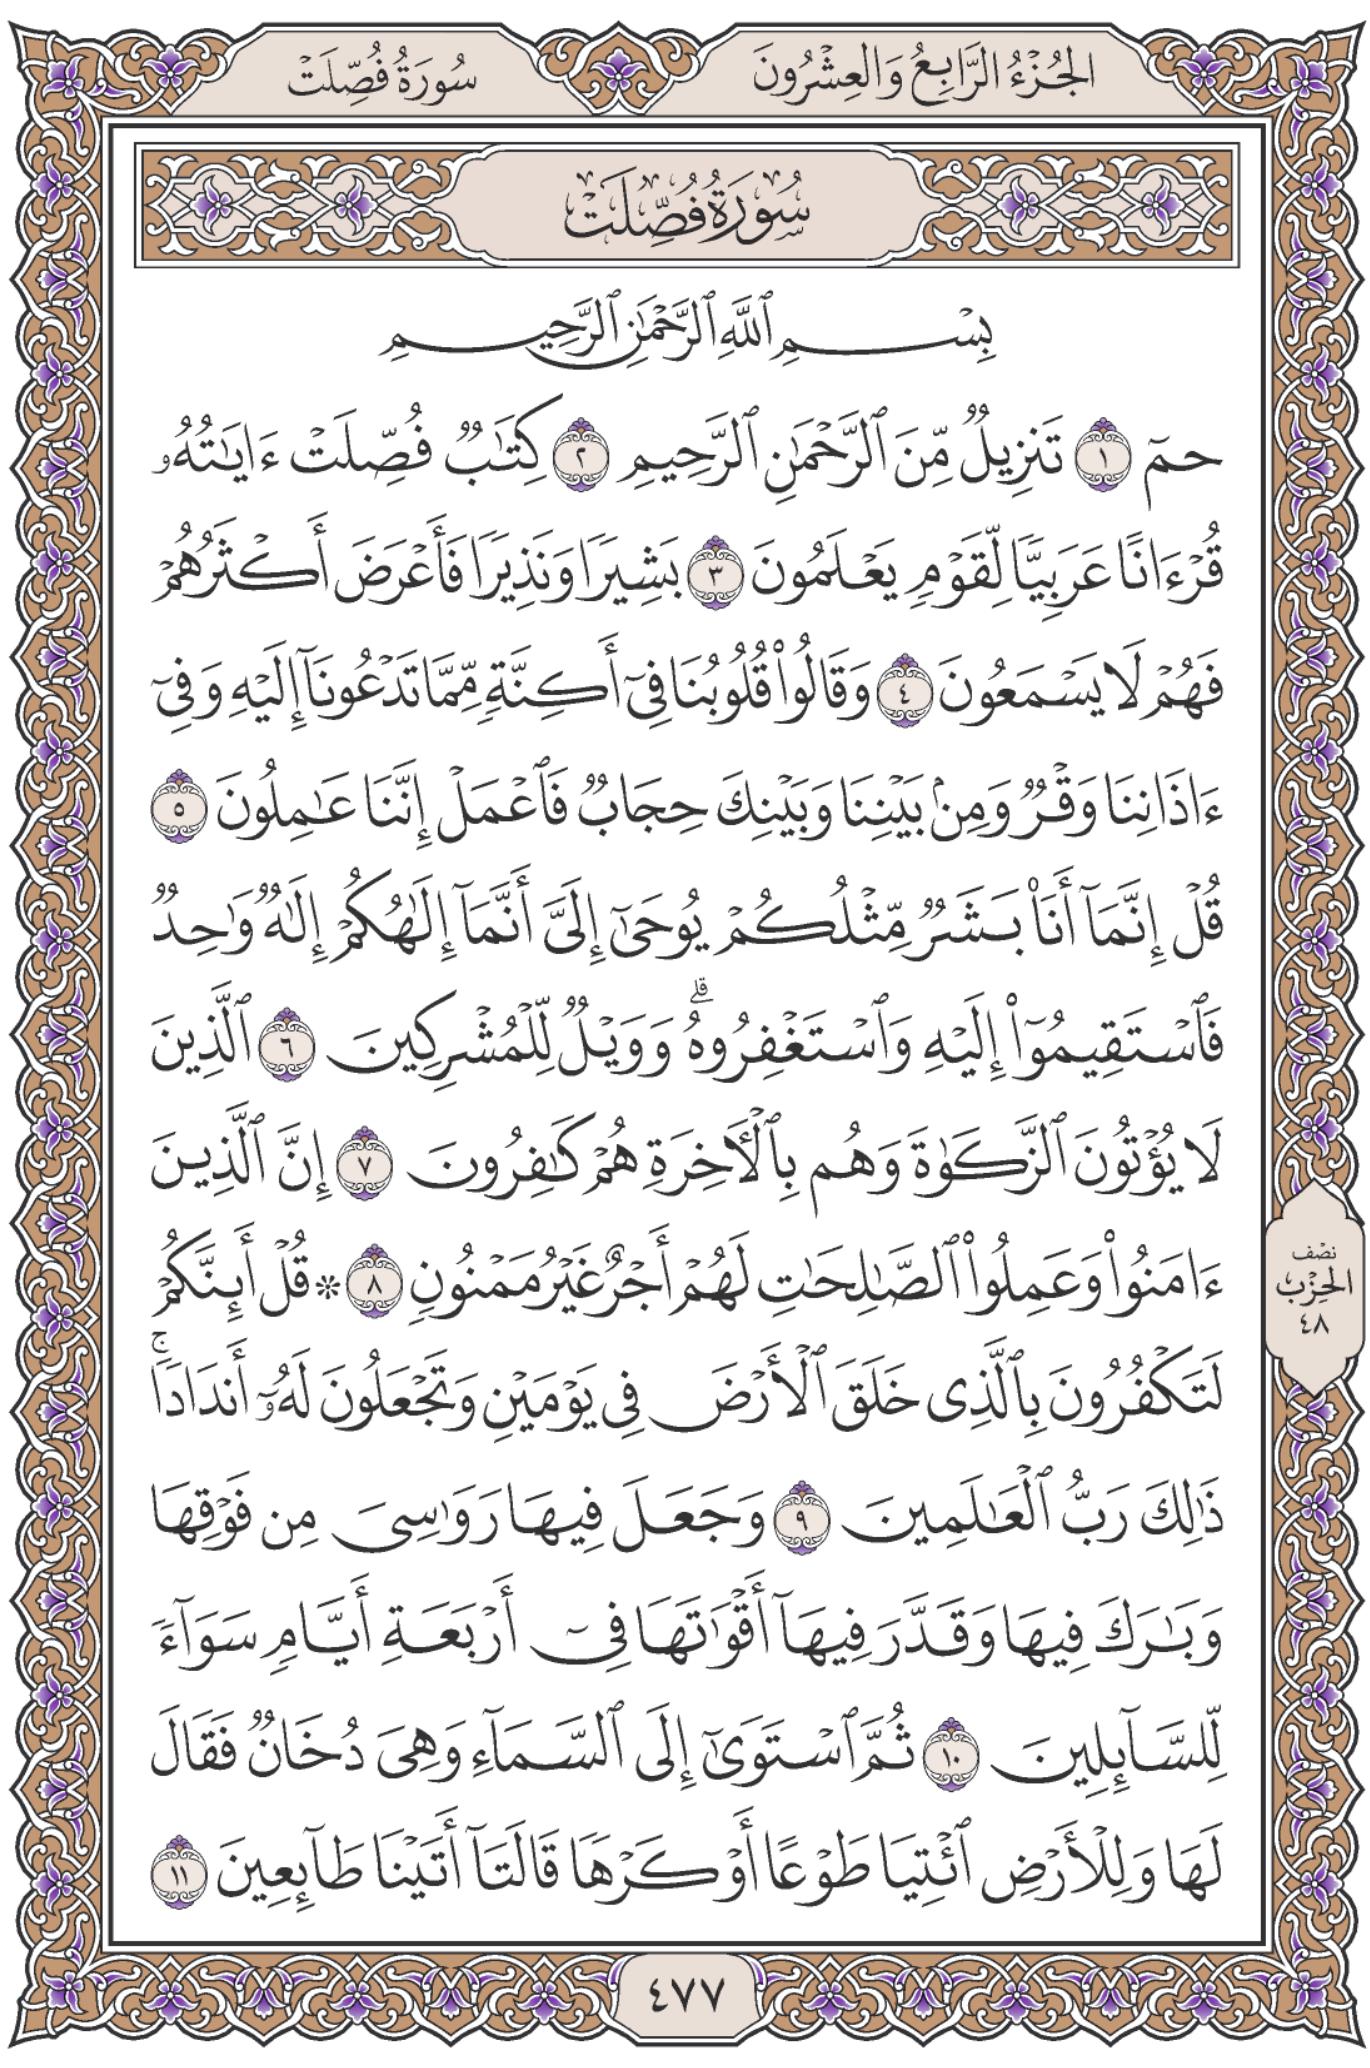 الجُزْءُ الرَّابِعُ وَالعِشْرُونَ
سُورَةُ فُصِّلَتْ
سُورَةُ فُصِّلَتْ
بِسْمِ ٱللَّهِ ٱلرَّحْمَٰنِ ٱلرَّحِيمِ
حمٓ ١ تَنزِيلٌ مِّنَ ٱلرَّحْمَٰنِ ٱلرَّحِيمِ ٢ كِتَٰبٌ فُصِّلَتْ ءَايَٰتُهُۥ
قُرْءَانًا عَرَبِيًّا لِّقَوْمٍ يَعْلَمُونَ ٣ بَشِيرًا وَنَذِيرًا فَأَعْرَضَ أَكْثَرُهُمْ
فَهُمْ لَا يَسْمَعُونَ ٤ وَقَالُوا۟ قُلُوبُنَا فِىٓ أَكِنَّةٍ مِّمَّا تَدْعُونَآ إِلَيْهِ وَفِىٓ
ءَاذَانِنَا وَقْرٌ وَمِنۢ بَيْنِنَا وَبَيْنِكَ حِجَابٌ فَٱعْمَلْ إِنَّنَا عَٰمِلُونَ ٥
قُلْ إِنَّمَآ أَنَا۠ بَشَرٌ مِّثْلُكُمْ يُوحَىٰٓ إِلَىَّ أَنَّمَآ إِلَٰهُكُمْ إِلَٰهٌ وَٰحِدٌ
فَٱسْتَقِيمُوٓا۟ إِلَيْهِ وَٱسْتَغْفِرُوهُ ۗ وَوَيْلٌ لِّلْمُشْرِكِينَ ٦ ٱلَّذِينَ
لَا يُؤْتُونَ ٱلزَّكَوٰةَ وَهُم بِٱلْءَاخِرَةِ هُمْ كَٰفِرُونَ ٧ إِنَّ ٱلَّذِينَ
ءَامَنُوا۟ وَعَمِلُوا۟ ٱلصَّٰلِحَٰتِ لَهُمْ أَجْرٌ غَيْرُ مَمْنُونٍ ٨ * قُلْ أَئِنَّكُمْ
لَتَكْفُرُونَ بِٱلَّذِى خَلَقَ ٱلْأَرْضَ فِى يَوْمَيْنِ وَتَجْعَلُونَ لَهُۥٓ أَندَادًا ۚ
ذَٰلِكَ رَبُّ ٱلْعَٰلَمِينَ ٩ وَجَعَلَ فِيهَا رَوَٰسِىَ مِن فَوْقِهَا
وَبَٰرَكَ فِيهَا وَقَدَّرَ فِيهَآ أَقْوَٰتَهَا فِىٓ أَرْبَعَةِ أَيَّامٍ سَوَآءً
لِّلسَّآئِلِينَ ١٠ ثُمَّ ٱسْتَوَىٰٓ إِلَى ٱلسَّمَآءِ وَهِىَ دُخَانٌ فَقَالَ
لَهَا وَلِلْأَرْضِ ٱئْتِيَا طَوْعًا أَوْ كَرْهًا قَالَتَآ أَتَيْنَا طَآئِعِينَ ١١
نصف
الحِزْب
٤٨
٤٧٧